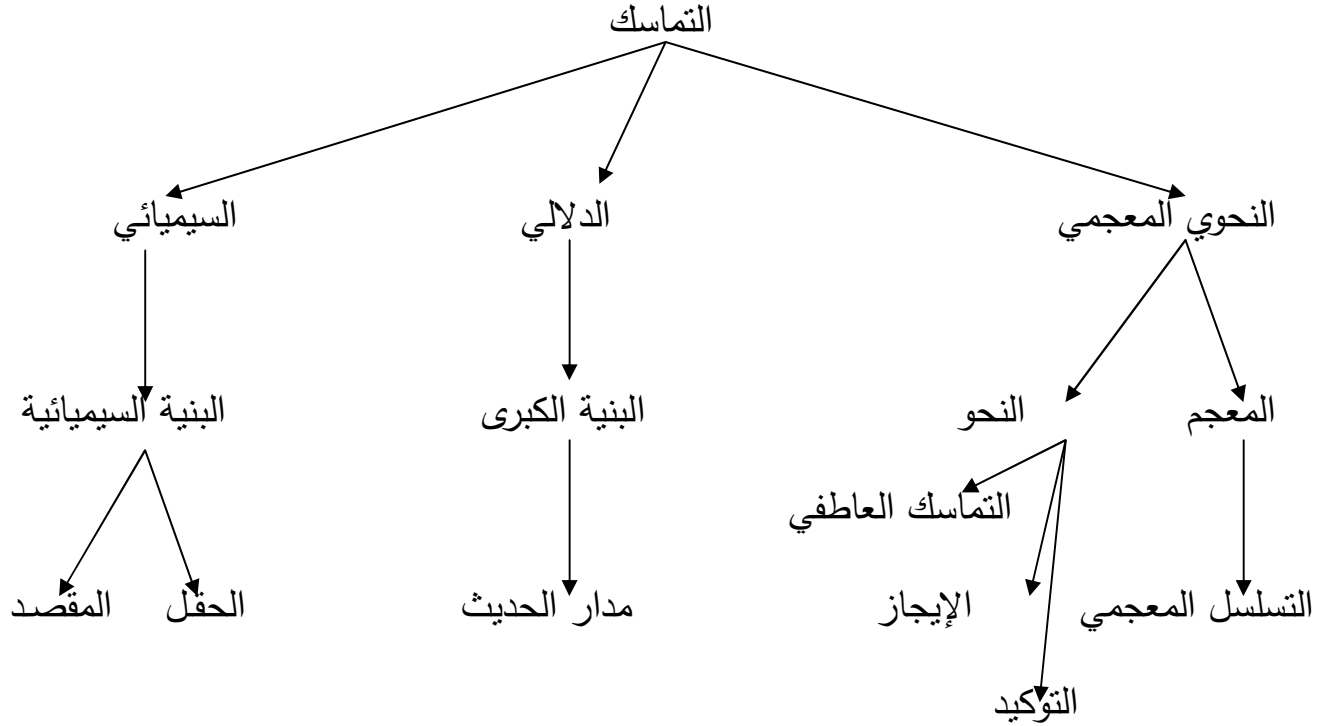 التماسك
النحوي المعجمي
الدلالي
السيميائي
المعجم
النحو
البنية الكبرى
البنية السيميائية
التماسك العاطفي
التسلسل المعجمي
الإيجاز
مدار الحديث
الحقل
المقصد
التوكيد